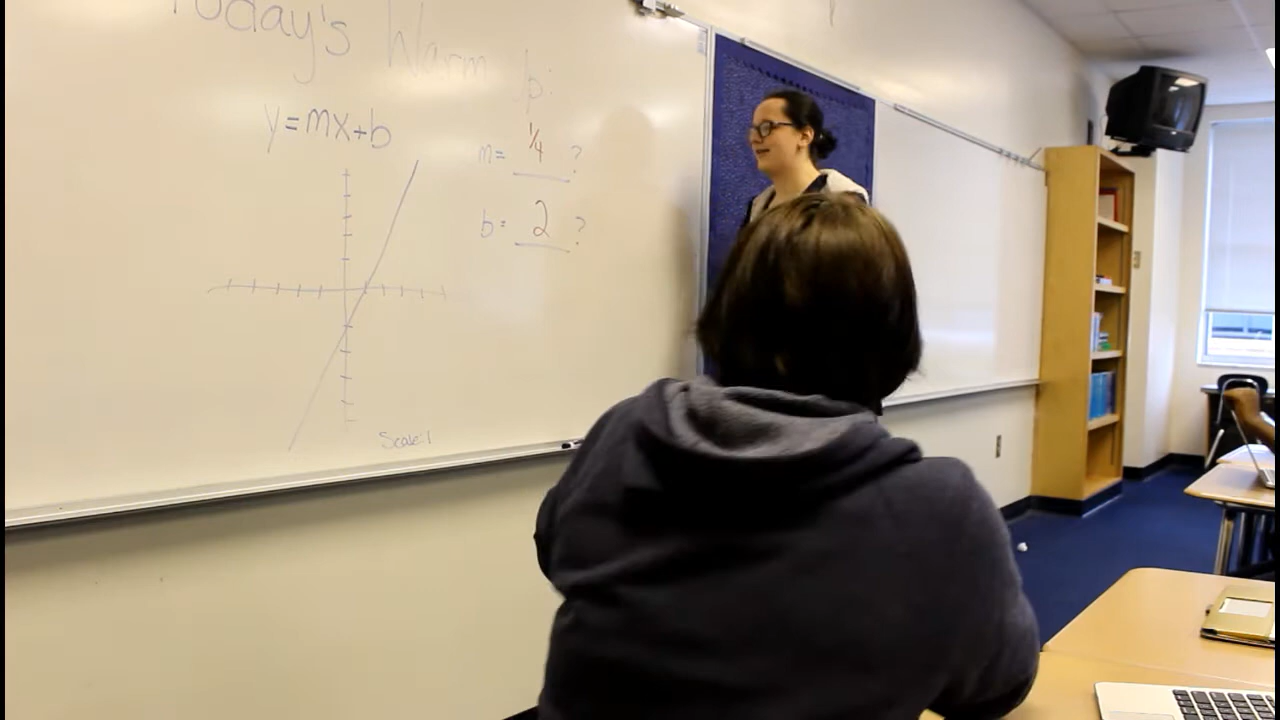 Today's Warm
up:
y=mx+b
m= 1/4 ?
b= 2 ?
Scale:1